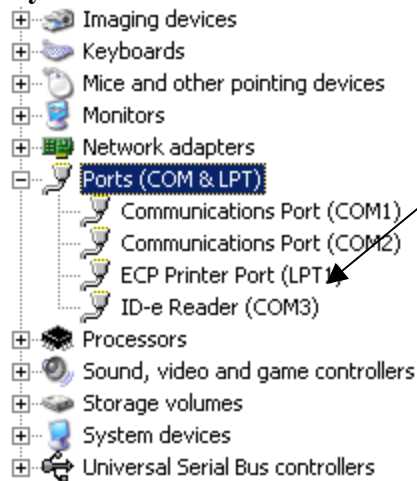 Imaging devices
Keyboards
Mice and other pointing devices
Monitors
Network adapters
Ports (COM & LPT)
Communications Port (COM1)
Communications Port (COM2)
ECP Printer Port (LPT1)
ID-e Reader (COM3)
Processors
Sound, video and game controllers
Storage volumes
System devices
Universal Serial Bus controllers